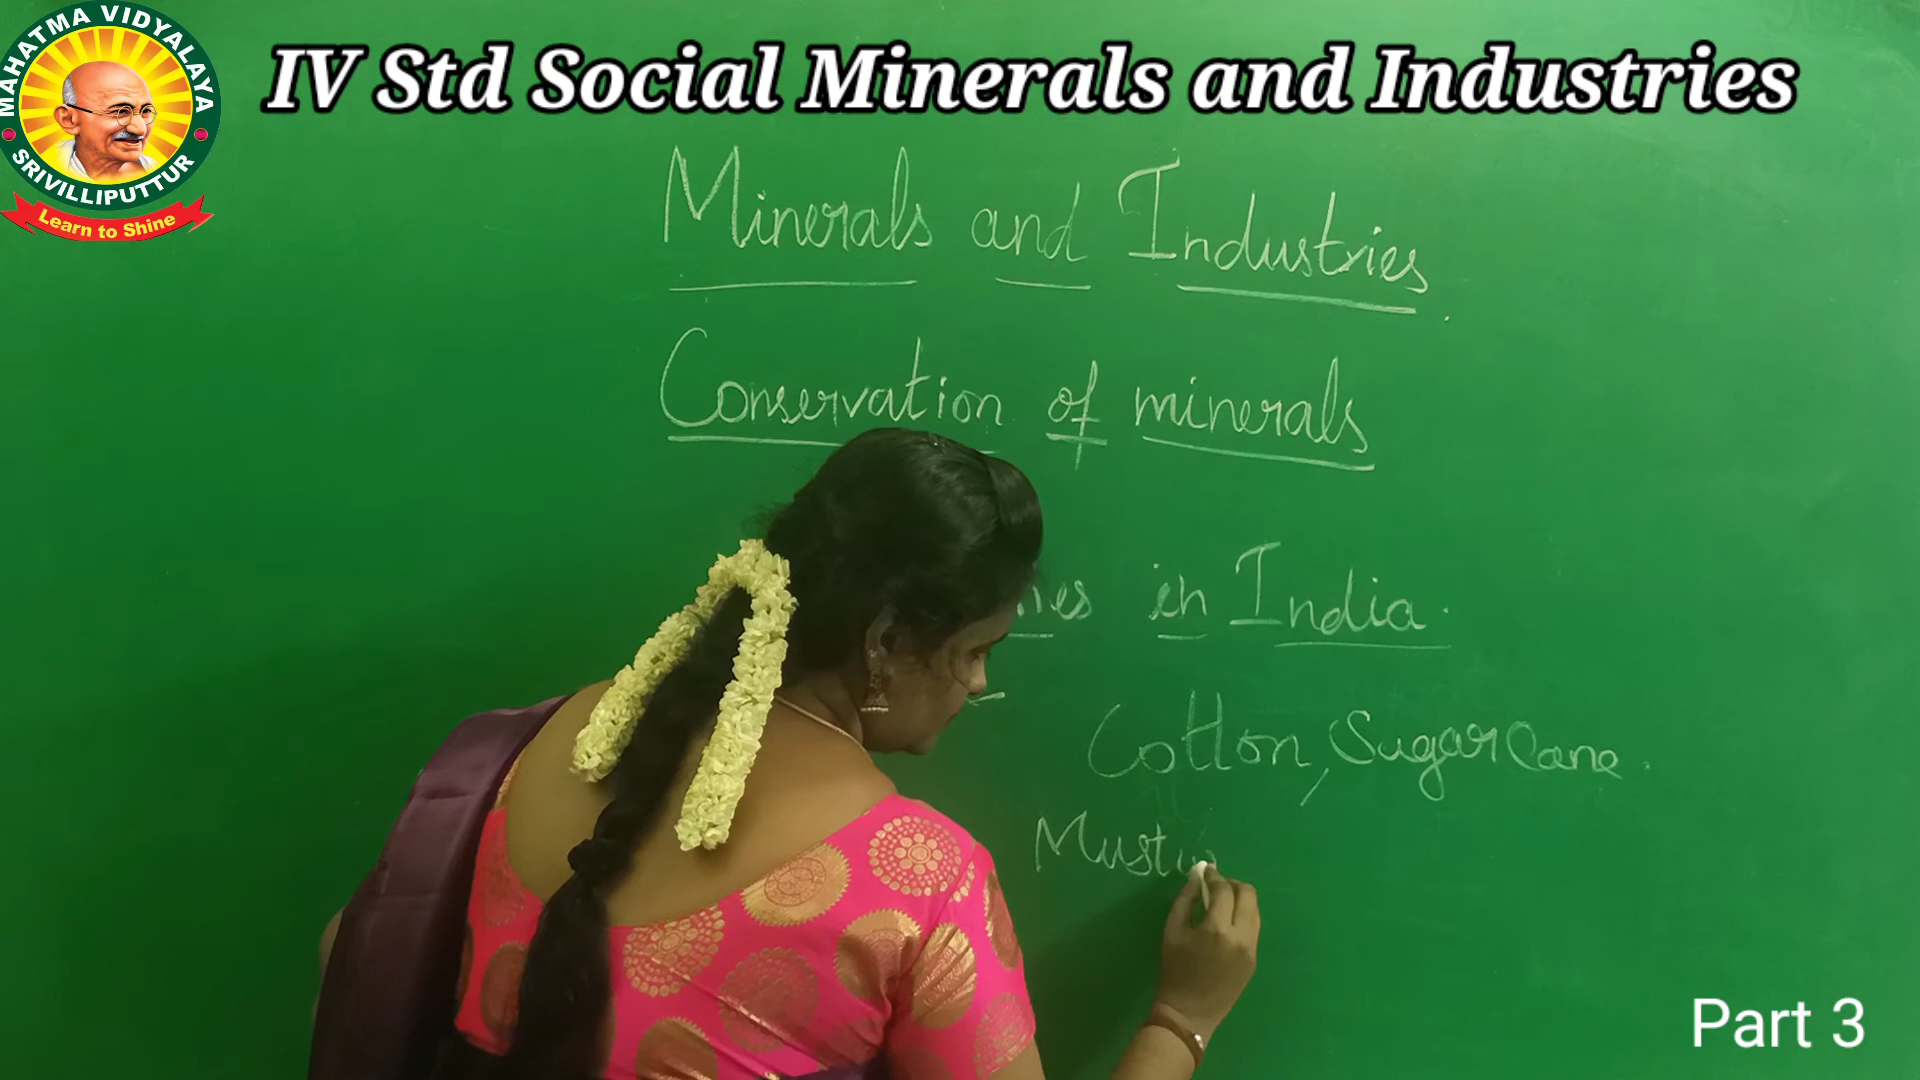 MAHATMA VIDYALAYA
SRIVILLIPUTTUR
Learn to Shine
IV Std Social Minerals and Industries
Minerals and Industries
Conservation of minerals
in India.
Cotton, SugarCane.
Part 3